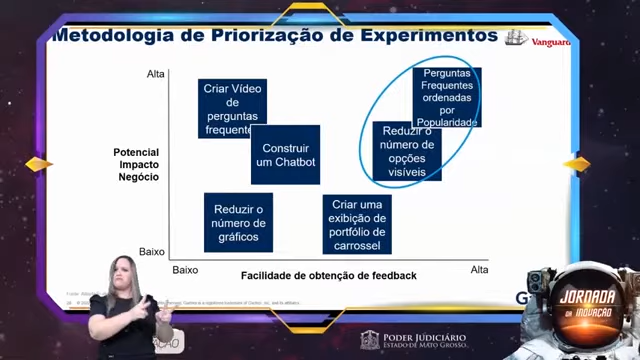 Metodologia de Priorização de Experimentos
Vanguard
Alta
Potencial
Impacto
Negócio
Baixo
Criar Vídeo
de
perguntas
frequentes
Construir
um Chatbot
Perguntas
Frequentes
ordenadas
por
Popularidade
Reduzir o
número de
opções
visíveis
Reduzir o
número de
gráficos
Criar uma
exibição de
portfólio de
carrossel
Baixo
Facilidade de obtenção de feedback
Alta
JORNADA
DA INOVAÇÃO
PODER JUDICIÁRIO
ESTADO DE MATO GROSSO